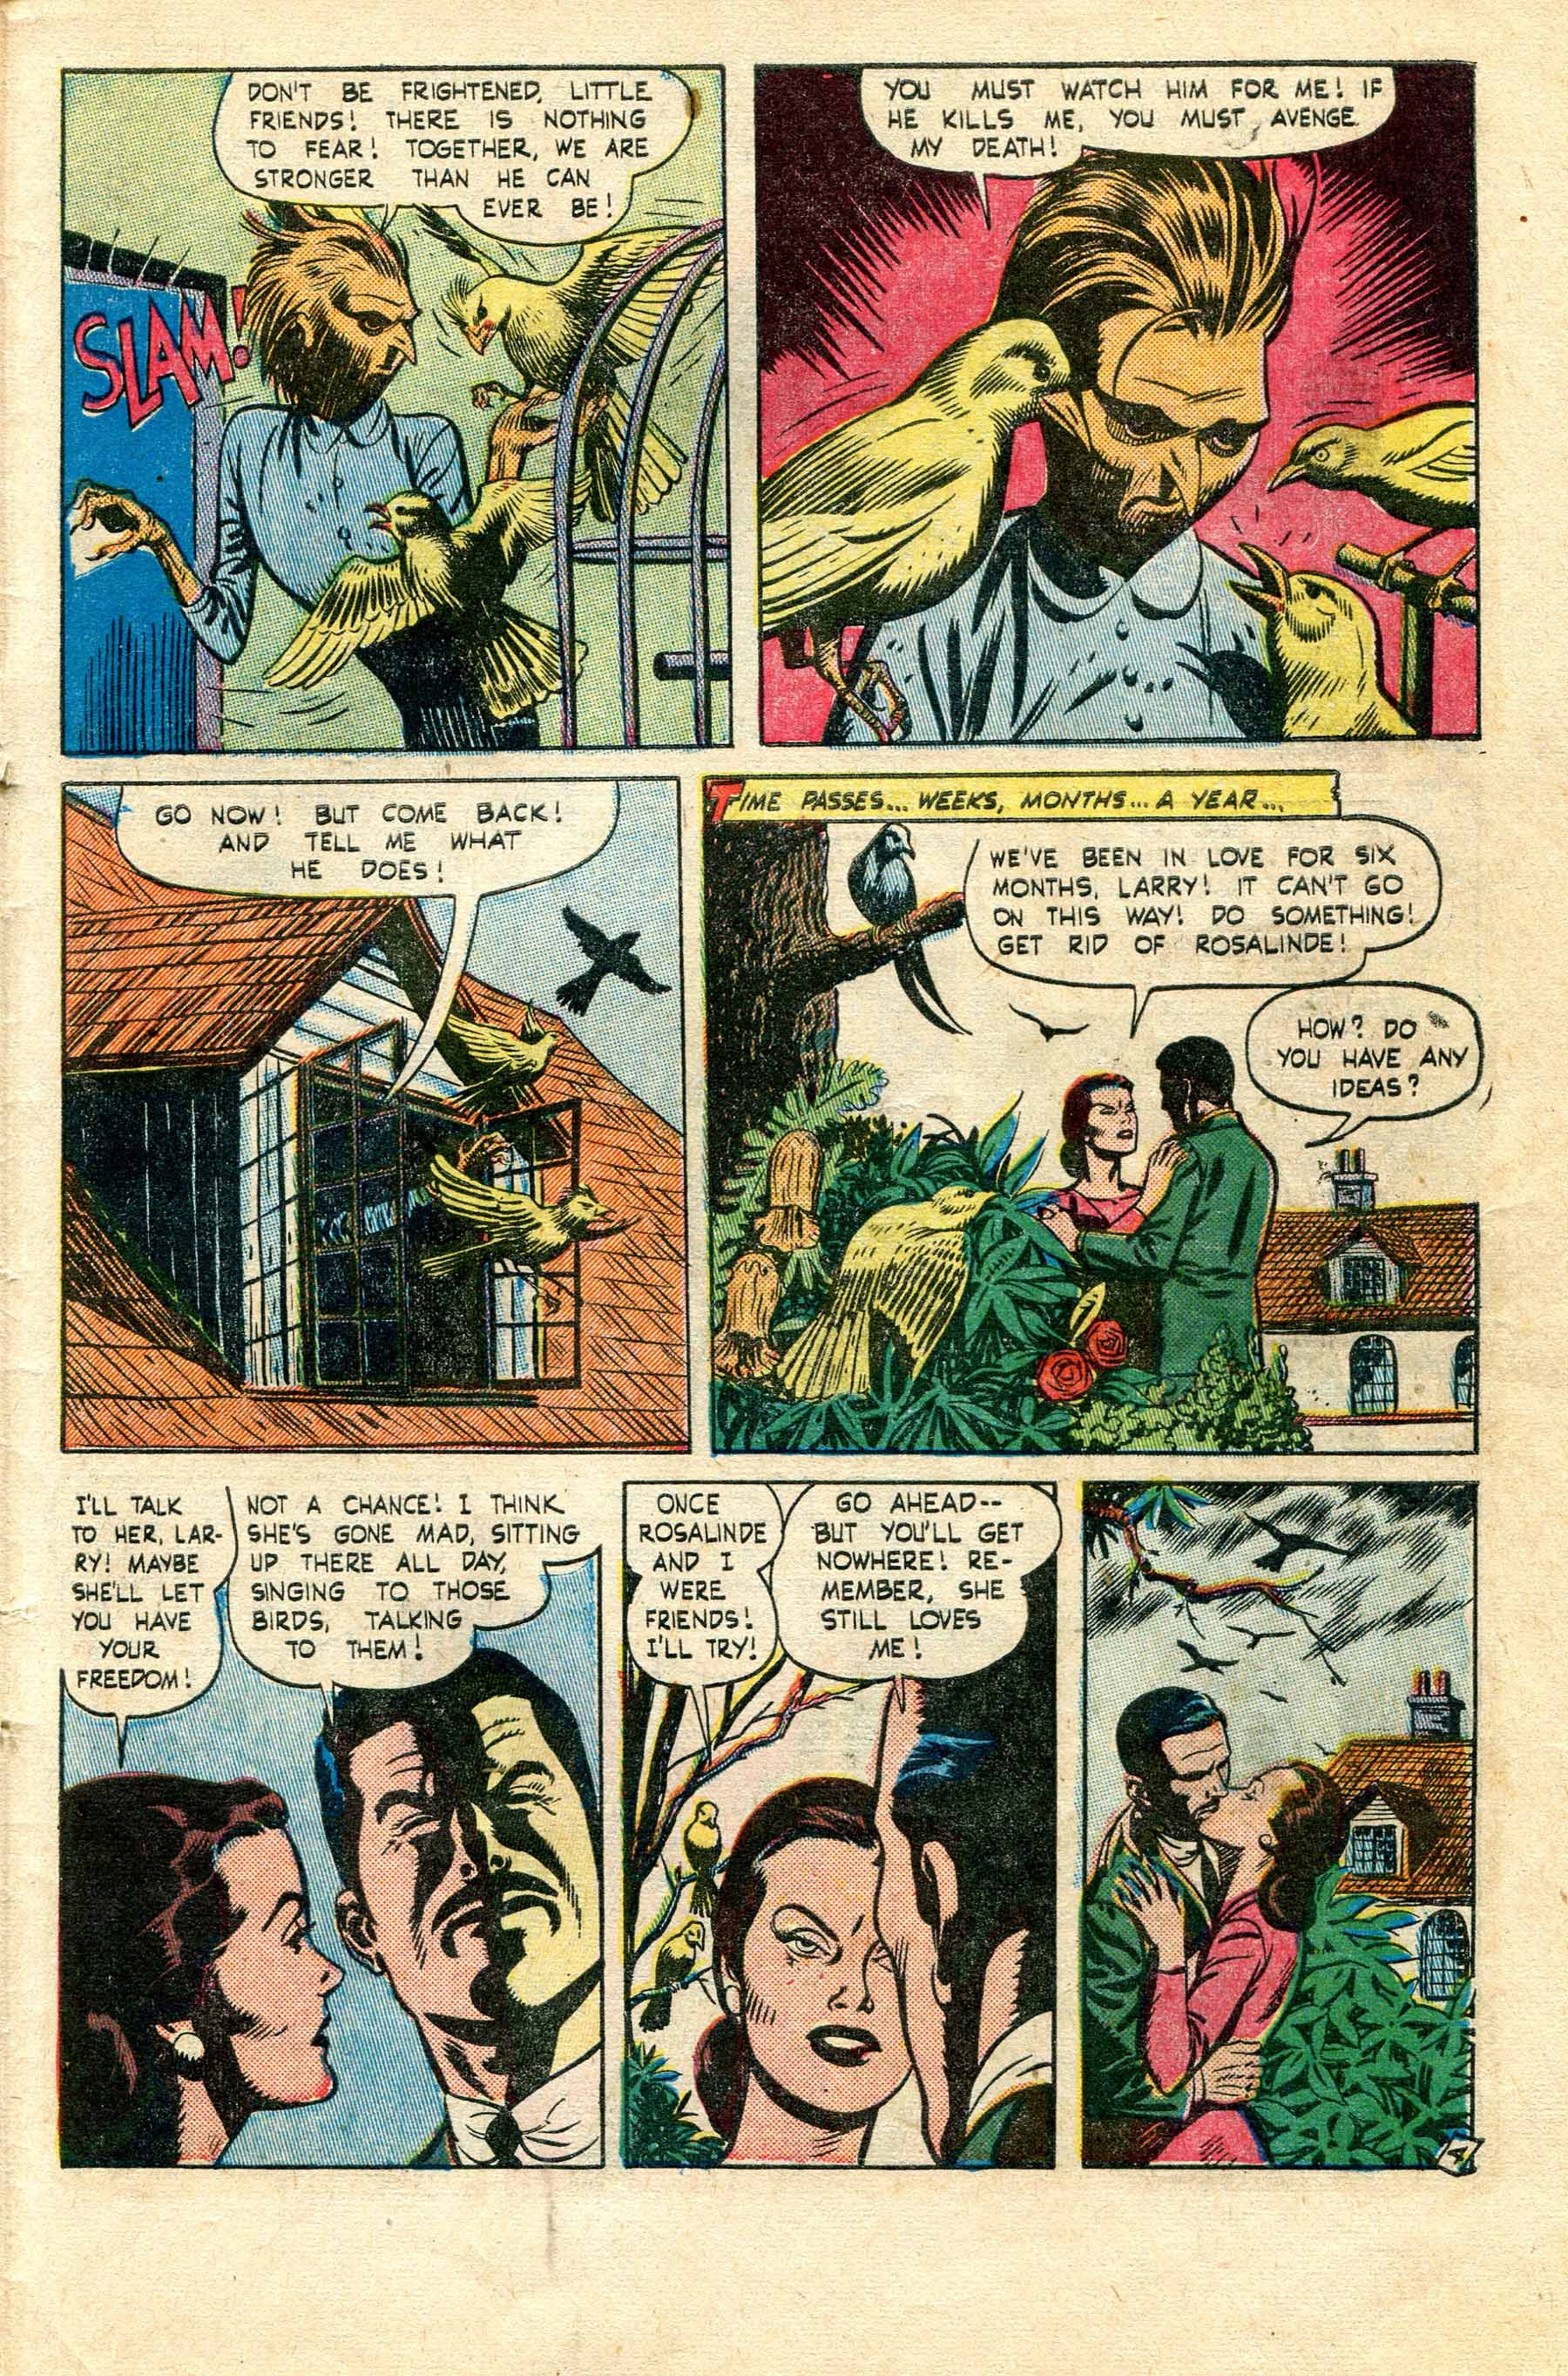 DON'T BE FRIGHTENED, LITTLE
FRIENDS! THERE IS NOTHING
TO FEAR! TOGETHER, WE ARE
STRONGER THAN HE CAN
EVER BE!
SLAM!
YOU MUST WATCH HIM FOR ME! IF
HE KILLS ME, YOU MUST AVENGE
MY DEATH!
GO NOW! BUT COME BACK!
AND TELL ME WHAT
HE DOES!
TIME PASSES... WEEKS, MONTHS... A YEAR...
WE'VE BEEN IN LOVE FOR SIX
MONTHS, LARRY! IT CAN'T GO
ON THIS WAY! DO SOMETHING!
GET RID OF ROSALINDE!
HOW? DO
YOU HAVE ANY
IDEAS?
I'LL TALK
TO HER, LAR-
RY! MAYBE
SHE'LL LET
YOU HAVE
YOUR
FREEDOM!
NOT A CHANCE! I THINK
SHE'S GONE MAD, SITTING
UP THERE ALL DAY,
SINGING TO THOSE
BIRDS, TALKING
TO THEM!
ONCE
ROSALINDE
AND I
WERE
FRIENDS!
I'LL TRY!
GO AHEAD--
BUT YOU'LL GET
NOWHERE! RE-
MEMBER, SHE
STILL LOVES
ME!
4